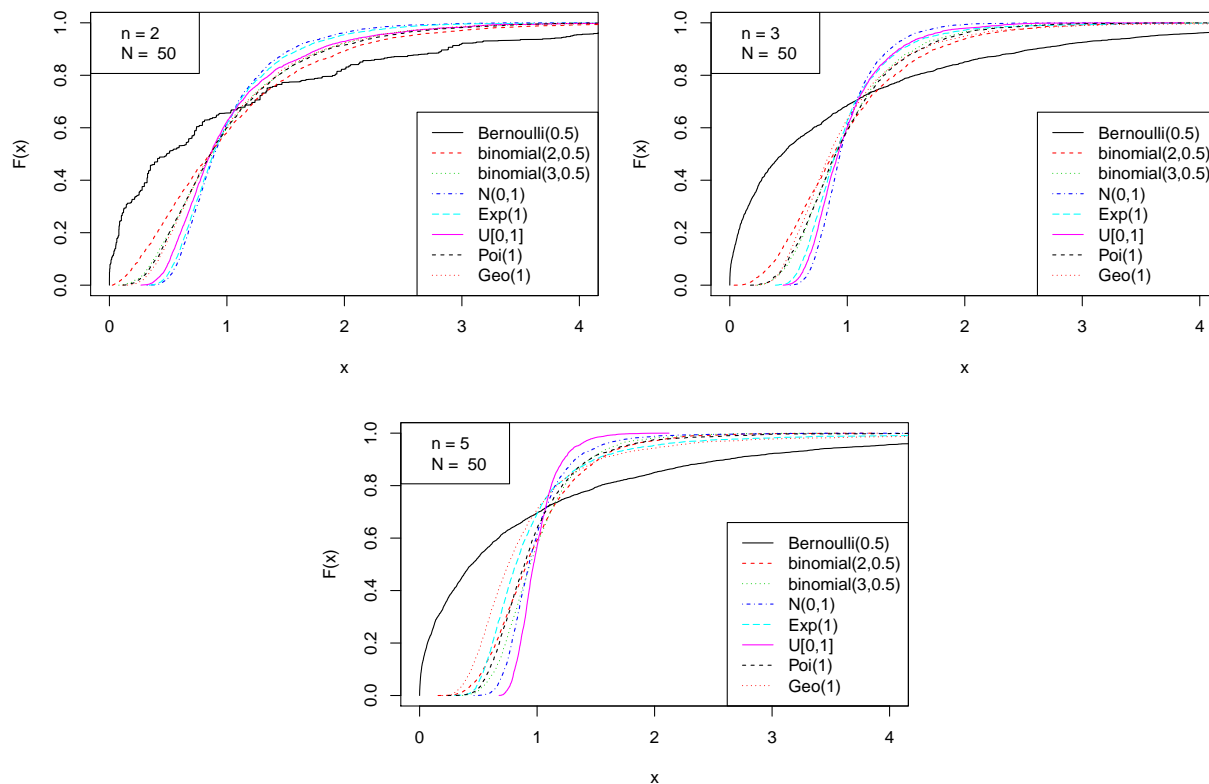 n = 2
N = 50
F(x)
1.0
0.8
0.6
0.4
0.2
0.0
Bernoulli(0.5)
binomial(2,0.5)
binomial(3,0.5)
N(0,1)
Exp(1)
U[0,1]
Poi(1)
Geo(1)
0 1 2 3 4
x
n = 3
N = 50
F(x)
1.0
0.8
0.6
0.4
0.2
0.0
Bernoulli(0.5)
binomial(2,0.5)
binomial(3,0.5)
N(0,1)
Exp(1)
U[0,1]
Poi(1)
Geo(1)
0 1 2 3 4
x
n = 5
N = 50
F(x)
1.0
0.8
0.6
0.4
0.2
0.0
Bernoulli(0.5)
binomial(2,0.5)
binomial(3,0.5)
N(0,1)
Exp(1)
U[0,1]
Poi(1)
Geo(1)
0 1 2 3 4
x